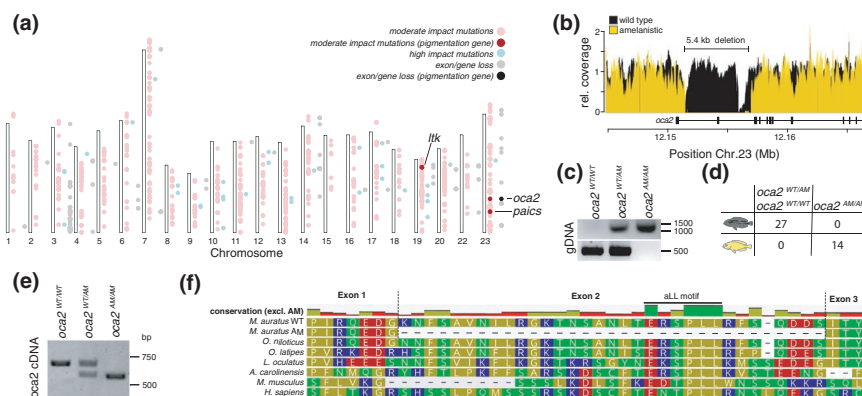 (a)
moderate impact mutations
moderate impact mutations (pigmentation gene)
high impact mutations
exon/gene loss
exon/gene loss (pigmentation gene)
ltk
oca2
paics
1 2 3 4 5 6 7 8 9 10 11 12 13 14 15 16 17 18 19 20 22 23
Chromosome
(b)
wild type
amelanistic
5.4 kb deletion
rel. coverage
2
1
0
oca2
12.15 12.16
Position Chr.23 (Mb)
(c)
oca2 WT/WT
oca2 WT/AM
oca2 AM/AM
gDNA
1500
1000
500
(d)
oca2 WT/AM
oca2 WT/WT oca2 AM/AM
27 0
0 14
(e)
oca2 WT/WT
oca2 WT/AM
oca2 AM/AM
oca2 cDNA
bp
750
500
(f)
Exon 1 Exon 2 aLL motif Exon 3
conservation (excl. AM)
M. auratus WT
M. auratus AM
O. niloticus
O. latipes
L. oculatus
A. carolinensis
M. musculus
H. sapiens